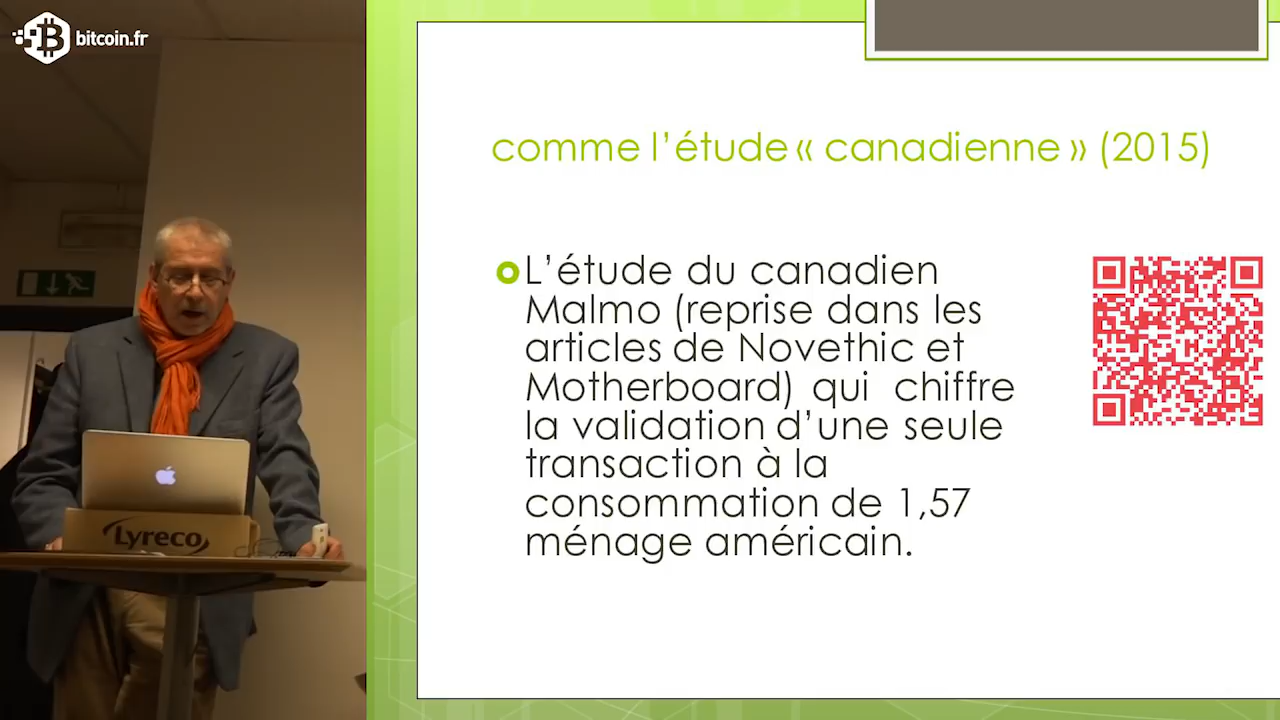 bitcoin.fr
comme l’étude « canadienne » (2015)
L’étude du canadien
Malmo (reprise dans les
articles de Novethic et
Motherboard) qui chiffre
la validation d’une seule
transaction à la
consommation de 1,57
ménage américain.
Lyreco